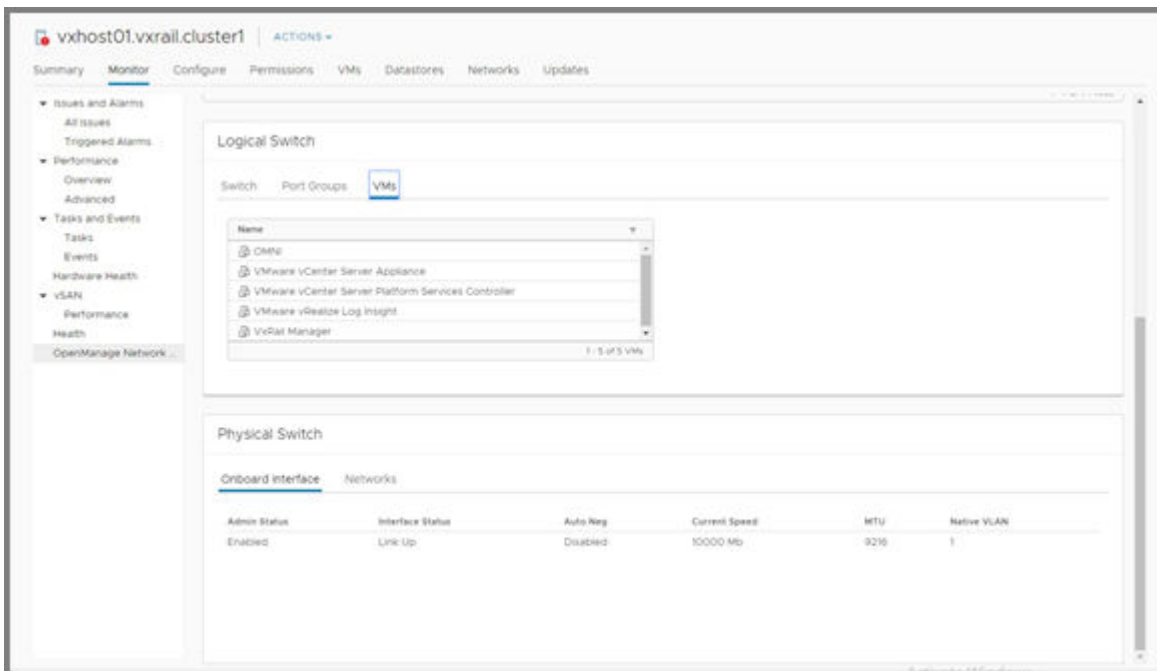 vxhost01.vxrail.cluster1 ACTIONS
Summary Monitor Configure Permissions VMs Datastores Networks Updates
Issues and Alarms
All Issues
Triggered Alarms
Performance
Overview
Advanced
Tasks and Events
Tasks
Events
Hardware Health
vSAN
Performance
Health
OpenManage Network ...
Logical Switch
Switch Port Groups VMs
Name
OMNI
VMware vCenter Server Appliance
VMware vCenter Server Platform Services Controller
VMware vRealize Log Insight
VxRail Manager
1 - 5 of 5 VMs
Physical Switch
Onboard Interface Networks
Admin Status Interface Status Auto Neg Current Speed MTU Native VLAN
Enabled Link Up Disabled 10000 Mb 9216 1